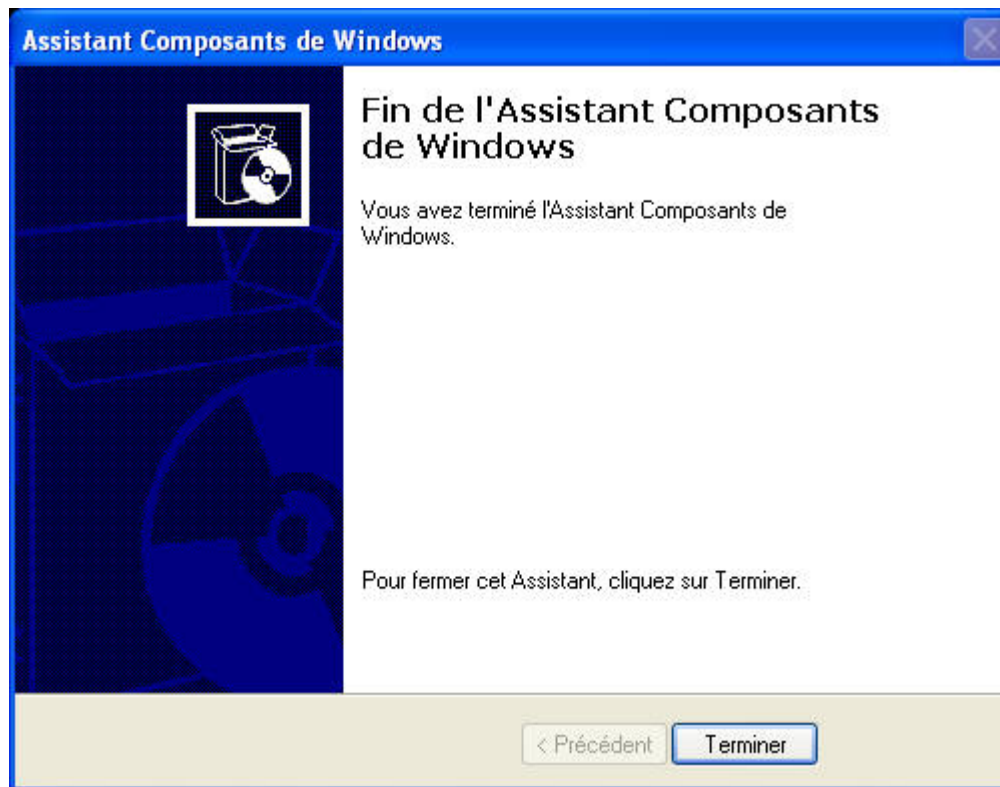 Assistant Composants de Windows
Fin de l'Assistant Composants
de Windows
Vous avez terminé l'Assistant Composants de
Windows.
Pour fermer cet Assistant, cliquez sur Terminer.
< Précédent
Terminer